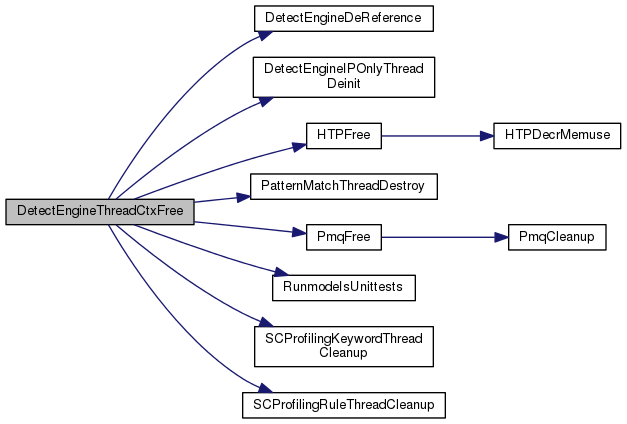 DetectEngineThreadCtxFree
DetectEngineDeReference
DetectEngineIPOnlyThread
Deinit
HTPFree
HTPDecrMemuse
PatternMatchThreadDestroy
PmqFree
PmqCleanup
RunmodeIsUnittests
SCProfilingKeywordThread
Cleanup
SCProfilingRuleThreadCleanup